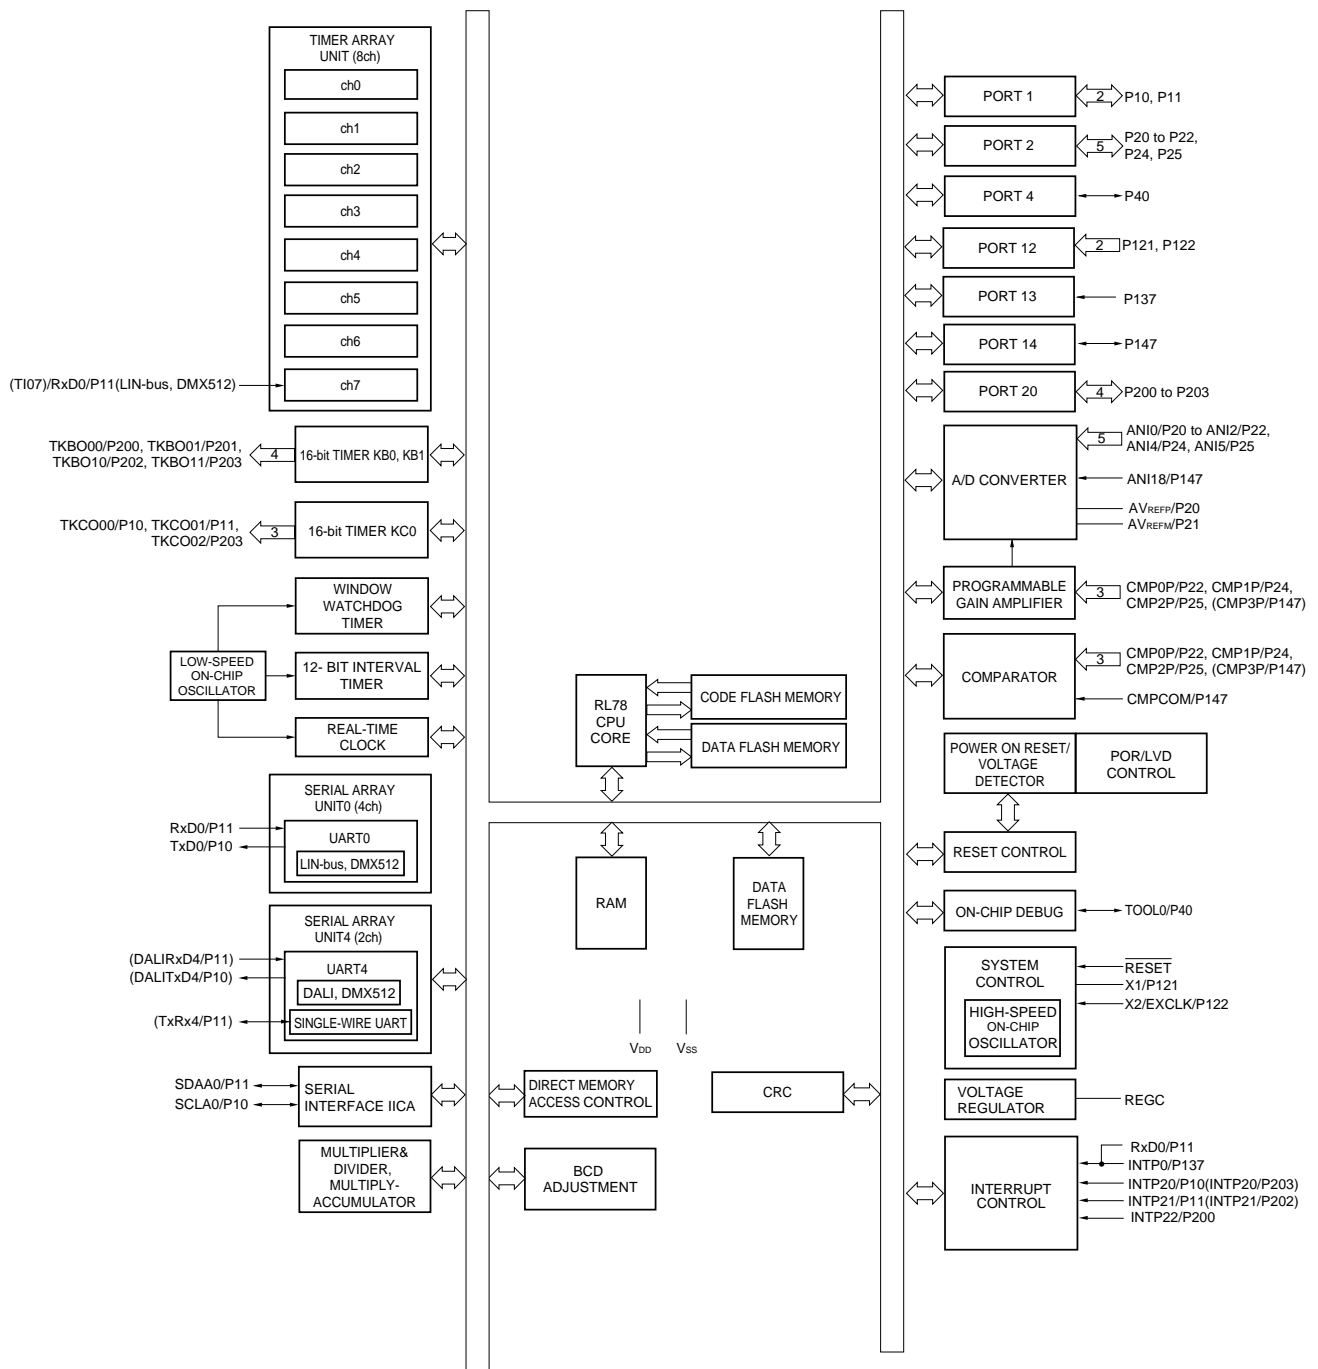 TIMER ARRAY
UNIT (8ch)
ch0
ch1
ch2
ch3
ch4
ch5
ch6
ch7
(TI07)/RxD0/P11(LIN-bus, DMX512)
TKBO00/P200, TKBO01/P201,
TKBO10/P202, TKBO11/P203
4
16-bit TIMER KB0, KB1
TKCO00/P10, TKCO01/P11,
TKCO02/P203
3
16-bit TIMER KC0
WINDOW
WATCHDOG
TIMER
LOW-SPEED
ON-CHIP
OSCILLATOR
12- BIT INTERVAL
TIMER
REAL-TIME
CLOCK
SERIAL ARRAY
UNIT0 (4ch)
RxD0/P11
TxD0/P10
UART0
LIN-bus, DMX512
SERIAL ARRAY
UNIT4 (2ch)
(DALIRxD4/P11)
(DALITxD4/P10)
UART4
DALI, DMX512
(TxRx4/P11)
SINGLE-WIRE UART
SDAA0/P11
SCLA0/P10
SERIAL
INTERFACE IICA
MULTIPLIER&
DIVIDER,
MULTIPLY-
ACCUMULATOR
RL78
CPU
CORE
CODE FLASH MEMORY
DATA FLASH MEMORY
RAM
DATA
FLASH
MEMORY
VDD
VSS
DIRECT MEMORY
ACCESS CONTROL
CRC
BCD
ADJUSTMENT
PORT 1
2
P10, P11
PORT 2
5
P20 to P22,
P24, P25
PORT 4
P40
PORT 12
2
P121, P122
PORT 13
P137
PORT 14
P147
PORT 20
4
P200 to P203
A/D CONVERTER
5
ANI0/P20 to ANI2/P22,
ANI4/P24, ANI5/P25
ANI18/P147
AVREFP/P20
AVREFM/P21
PROGRAMMABLE
GAIN AMPLIFIER
3
CMP0P/P22, CMP1P/P24,
CMP2P/P25, (CMP3P/P147)
COMPARATOR
3
CMP0P/P22, CMP1P/P24,
CMP2P/P25, (CMP3P/P147)
CMPCOM/P147
POWER ON RESET/
VOLTAGE
DETECTOR
POR/LVD
CONTROL
RESET CONTROL
ON-CHIP DEBUG
TOOL0/P40
SYSTEM
CONTROL
HIGH-SPEED
ON-CHIP
OSCILLATOR
RESET
X1/P121
X2/EXCLK/P122
VOLTAGE
REGULATOR
REGC
INTERRUPT
CONTROL
RxD0/P11
INTP0/P137
INTP20/P10(INTP20/P203)
INTP21/P11(INTP21/P202)
INTP22/P200